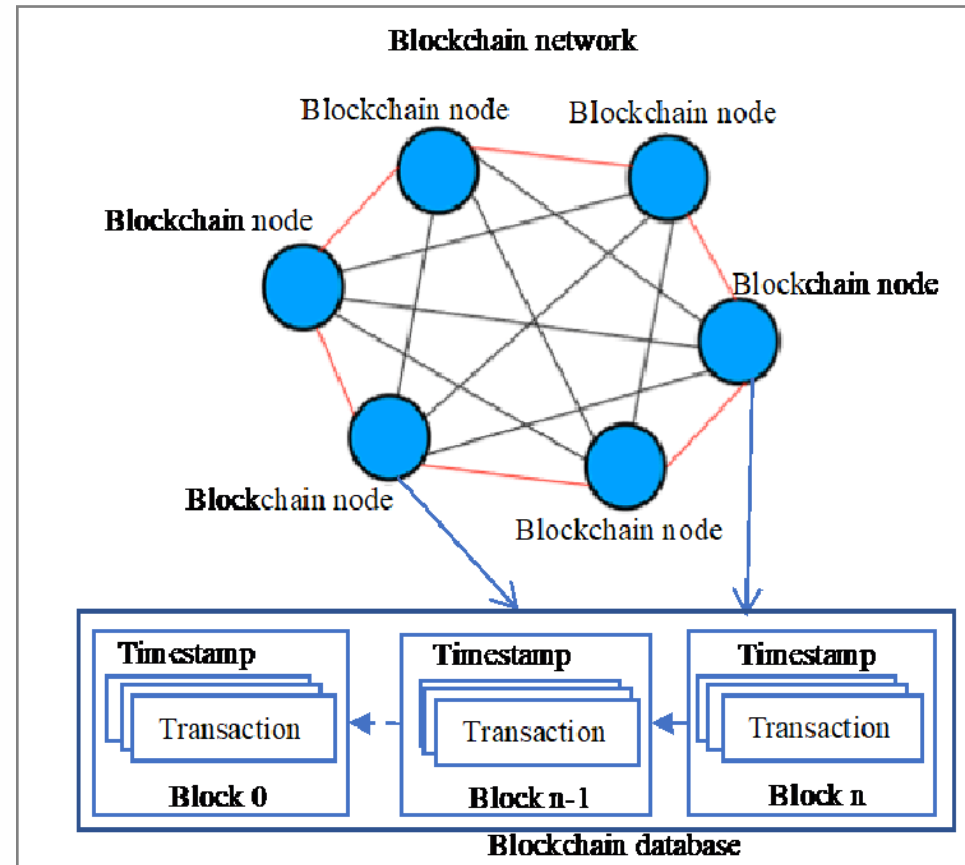 Blockchain network
Blockchain node
Blockchain node
Blockchain node
Blockchain node
Blockchain node
Blockchain node
Timestamp
Transaction
Block 0
Timestamp
Transaction
Block n-1
Timestamp
Transaction
Block n
Blockchain database